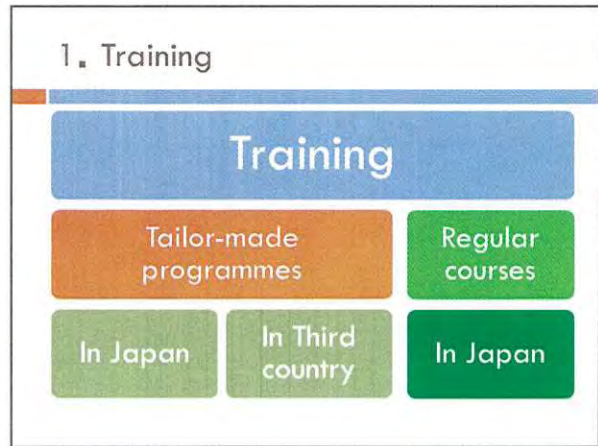 1. Training
Training
Tailor-made
programmes
Regular
courses
In Japan
In Third
country
In Japan